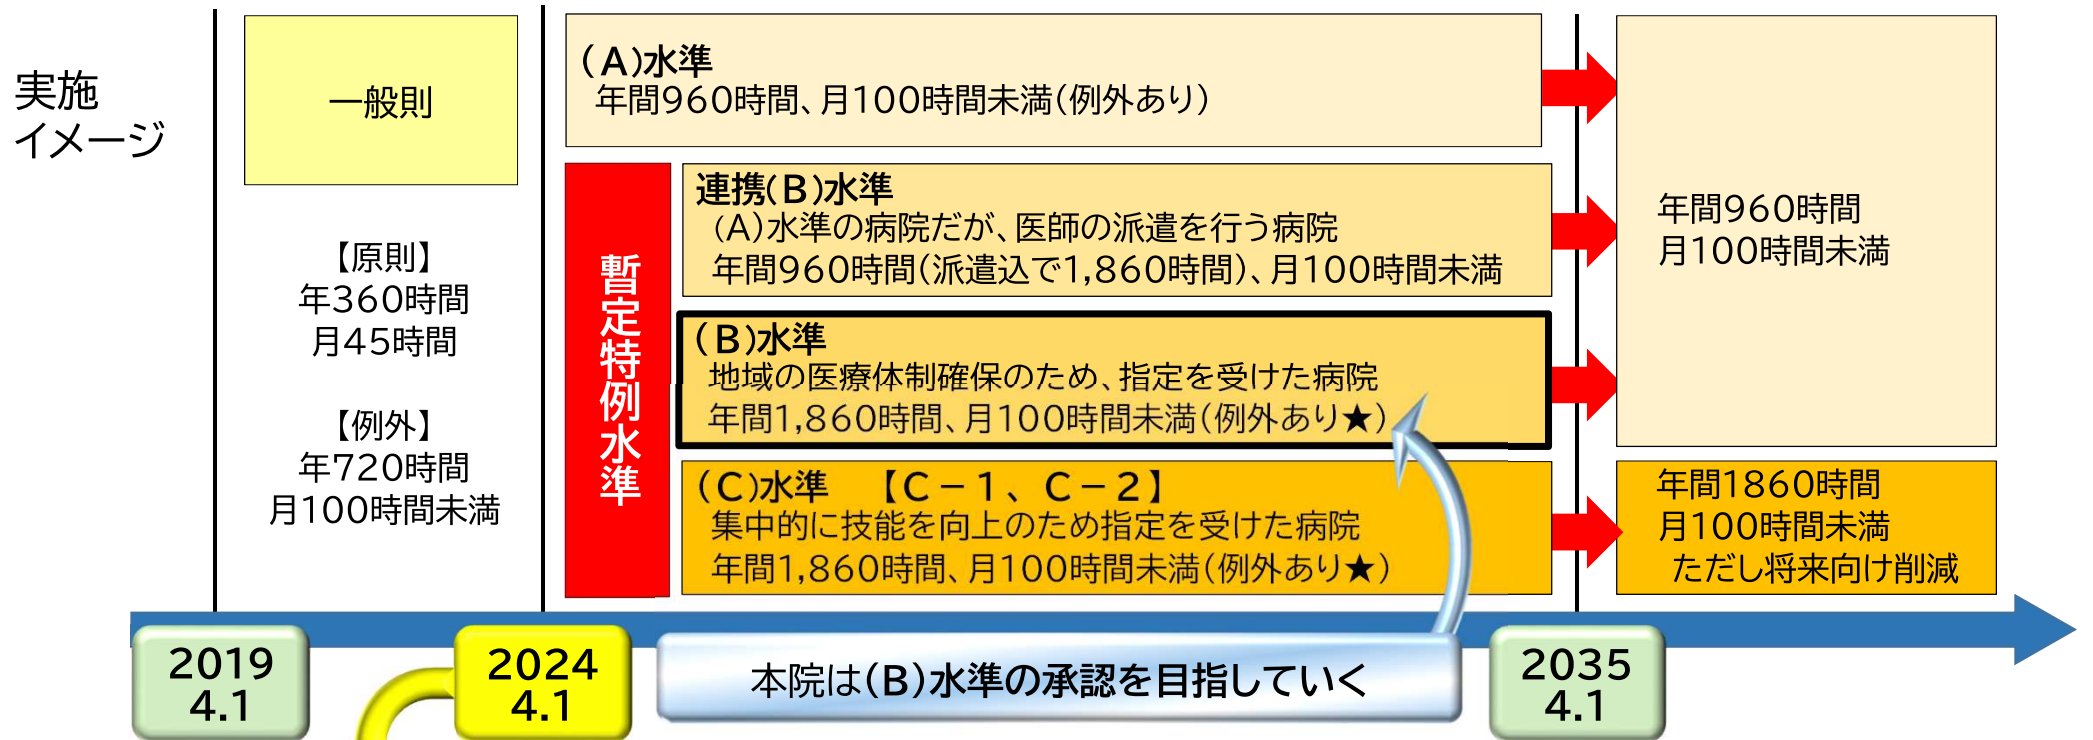 実施
イメージ
一般則
【原則】
年360時間
月45時間
【例外】
年720時間
月100時間未満
(A)水準
年間960時間、月100時間未満(例外あり)
暫定特例水準
連携(B)水準
(A)水準の病院だが、医師の派遣を行う病院
年間960時間(派遣込で1,860時間)、月100時間未満
(B)水準
地域の医療体制確保のため、指定を受けた病院
年間1,860時間、月100時間未満(例外あり★)
(C)水準 【C-1、C-2】
集中的に技能を向上のため指定を受けた病院
年間1,860時間、月100時間未満(例外あり★)
年間960時間
月100時間未満
年間1860時間
月100時間未満
ただし将来向け削減
2019
4.1
2024
4.1
本院は(B)水準の承認を目指していく
2035
4.1